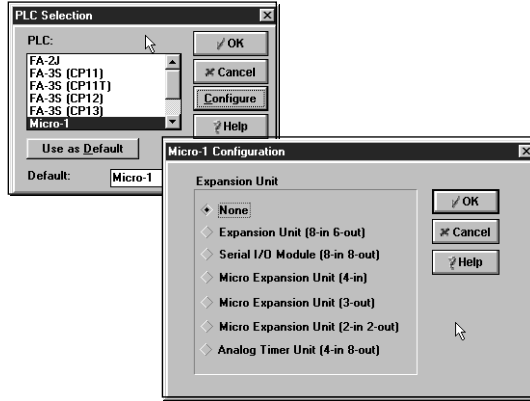 PLC Selection
PLC:
FA-2J
FA-3S (CP11)
FA-3S (CP11T)
FA-3S (CP12)
FA-3S (CP13)
Micro-1
OK
Cancel
Configure
Help
Use as Default
Default: Micro-1
Micro-1 Configuration
Expansion Unit
None
Expansion Unit (8-in 6-out)
Serial I/O Module (8-in 8-out)
Micro Expansion Unit (4-in)
Micro Expansion Unit (3-out)
Micro Expansion Unit (2-in 2-out)
Analog Timer Unit (4-in 8-out)
OK
Cancel
Help